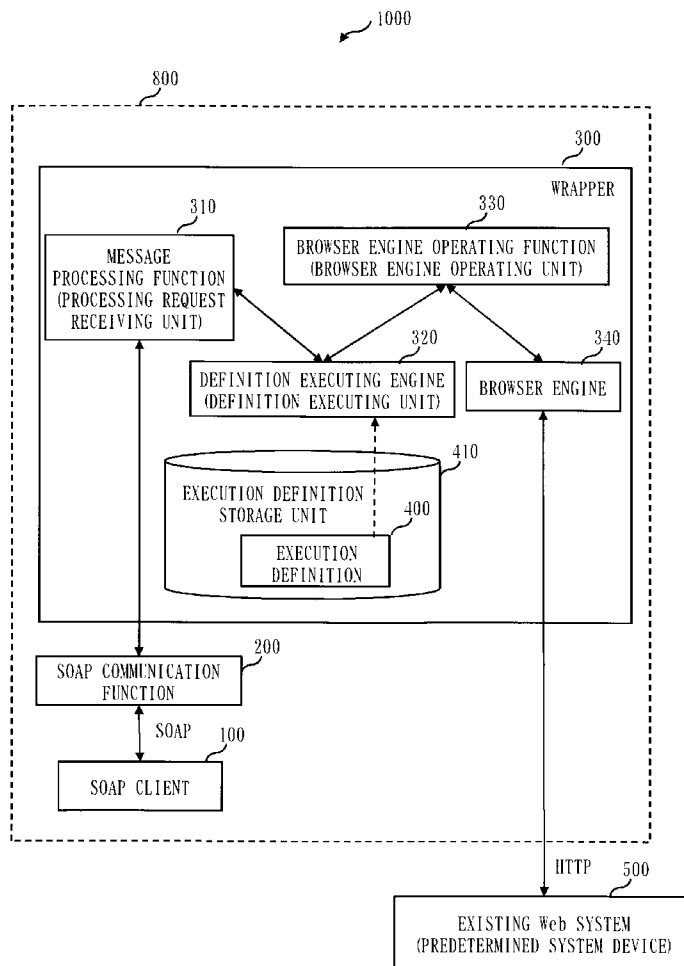 1000
800
300
WRAPPER
310
MESSAGE
PROCESSING FUNCTION
(PROCESSING REQUEST
RECEIVING UNIT)
330
BROWSER ENGINE OPERATING FUNCTION
(BROWSER ENGINE OPERATING UNIT)
320
DEFINITION EXECUTING ENGINE
(DEFINITION EXECUTING UNIT)
340
BROWSER ENGINE
410
EXECUTION DEFINITION
STORAGE UNIT
400
EXECUTION
DEFINITION
200
SOAP COMMUNICATION
FUNCTION
SOAP
100
SOAP CLIENT
HTTP
500
EXISTING Web SYSTEM
(PREDETERMINED SYSTEM DEVICE)